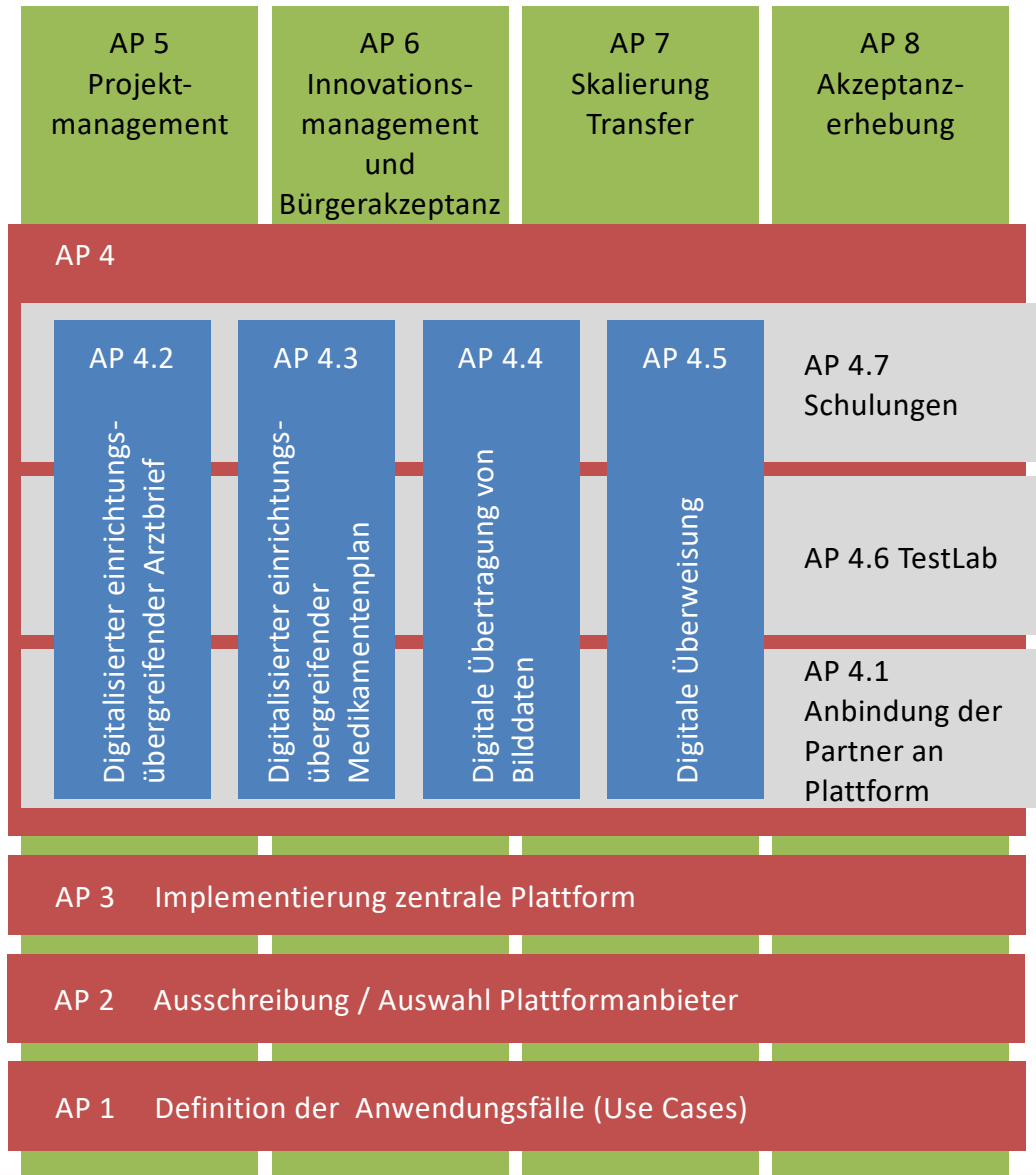 AP 5
Projekt-
management
AP 6
Innovations-
management
und
Bürgerakzeptanz
AP 7
Skalierung
Transfer
AP 8
Akzeptanz-
erhebung
AP 4
AP 4.2
Digitalisierter einrichtungs-
übergreifender Arztbrief
AP 4.3
Digitalisierter einrichtungs-
übergreifender
Medikamentenplan
AP 4.4
Digitale Übertragung von
Bilddaten
AP 4.5
Digitale Überweisung
AP 4.7
Schulungen
AP 4.6 TestLab
AP 4.1
Anbindung der
Partner an
Plattform
AP 3 Implementierung zentrale Plattform
AP 2 Ausschreibung / Auswahl Plattformanbieter
AP 1 Definition der Anwendungsfälle (Use Cases)